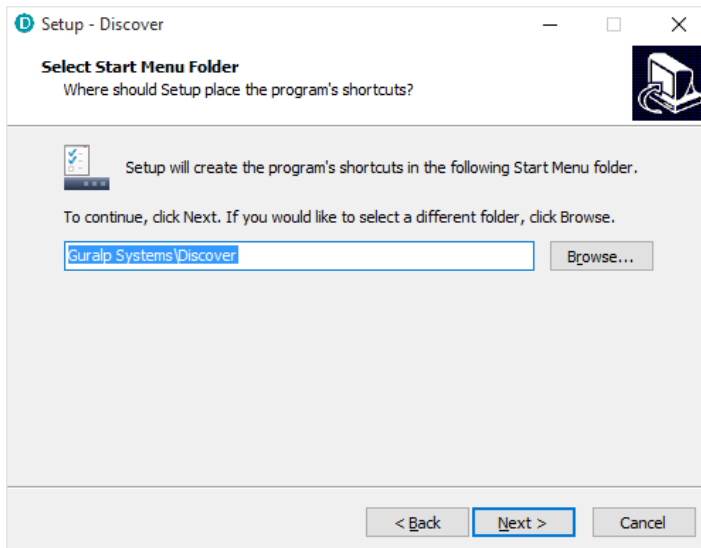 Setup - Discover
Select Start Menu Folder
Where should Setup place the program's shortcuts?
Setup will create the program's shortcuts in the following Start Menu folder.
To continue, click Next. If you would like to select a different folder, click Browse.
Guralp Systems\Discover
Browse...
< Back
Next >
Cancel